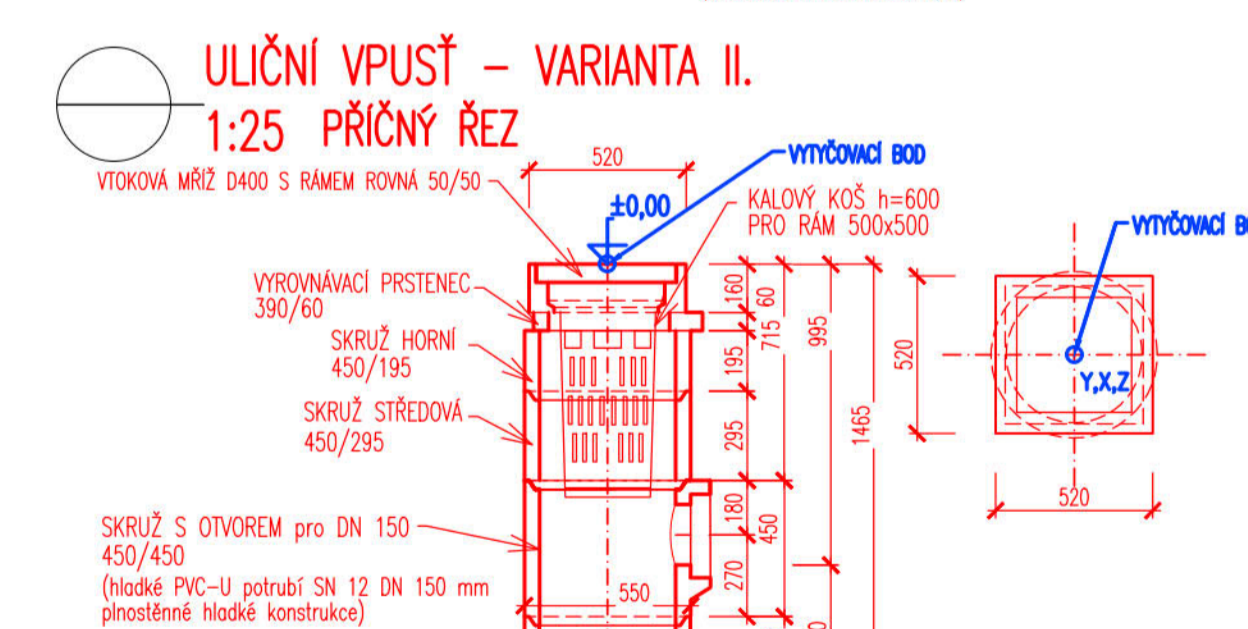 ULIČNÍ VPUSŤ – VARIANTA II.
1:25 PŘÍČNÝ ŘEZ
VTOKOVÁ MŘÍŽ D400 S RÁMEM ROVNÁ 50/50
520
VYTYČOVACÍ BOD
±0,00
KALOVÝ KOŠ h=600
PRO RÁM 500x500
VYTYČOVACÍ
VYROVNÁVACÍ PRSTENEC
390/60
SKRUŽ HORNÍ
450/195
SKRUŽ STŘEDOVÁ
450/295
SKRUŽ S OTVOREM pro DN 150
450/450
(hladké PVC–U potrubí SN 12 DN 150 mm
plnostěnné hladké konstrukce)
160
60
715
195
295
180
450
270
995
1465
550
520
Y,X,Z
520